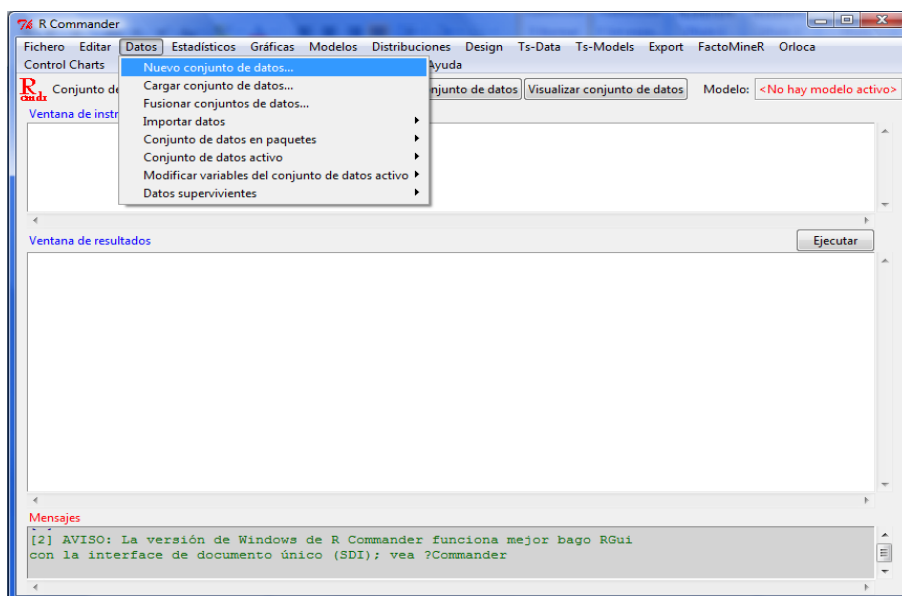 R Commander
Fichero Editar Datos Estadísticos Gráficas Modelos Distribuciones Design Ts-Data Ts-Models Export FactoMineR Orloca
Control Charts Ayuda
Nuevo conjunto de datos...
Cargar conjunto de datos...
Fusionar conjuntos de datos...
Importar datos
Conjunto de datos en paquetes
Conjunto de datos activo
Modificar variables del conjunto de datos activo
Datos supervivientes
R cmdr Conjunto de njunto de datos Visualizar conjunto de datos Modelo: <No hay modelo activo>
Ventana de instr
Ventana de resultados Ejecutar
Mensajes
[2] AVISO: La versión de Windows de R Commander funciona mejor bago RGui
con la interface de documento único (SDI); vea ?Commander